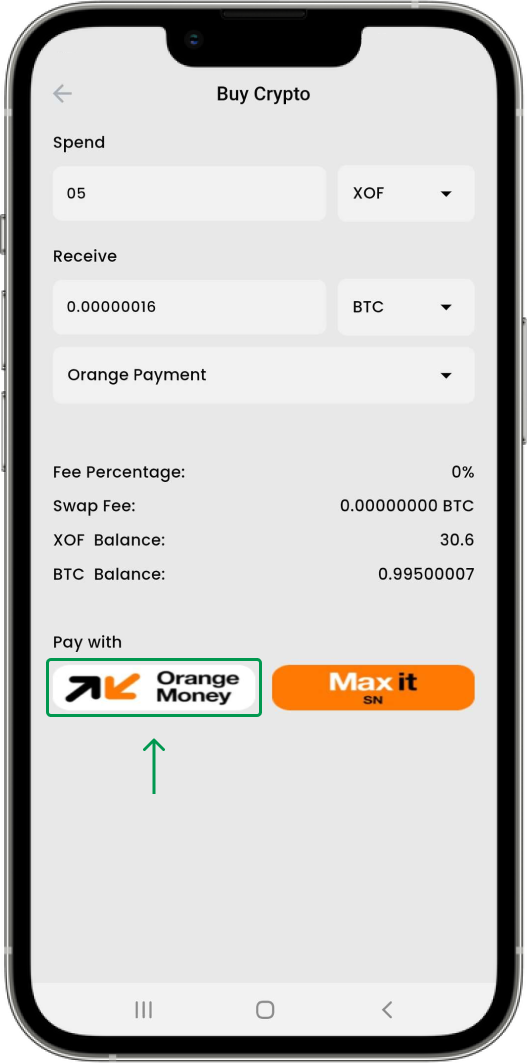 Buy Crypto
Spend
05
XOF
Receive
0.00000016
BTC
Orange Payment
Fee Percentage: 0%
Swap Fee: 0.00000000 BTC
XOF Balance: 30.6
BTC Balance: 0.99500007
Pay with
Orange
Money
Max it
SN